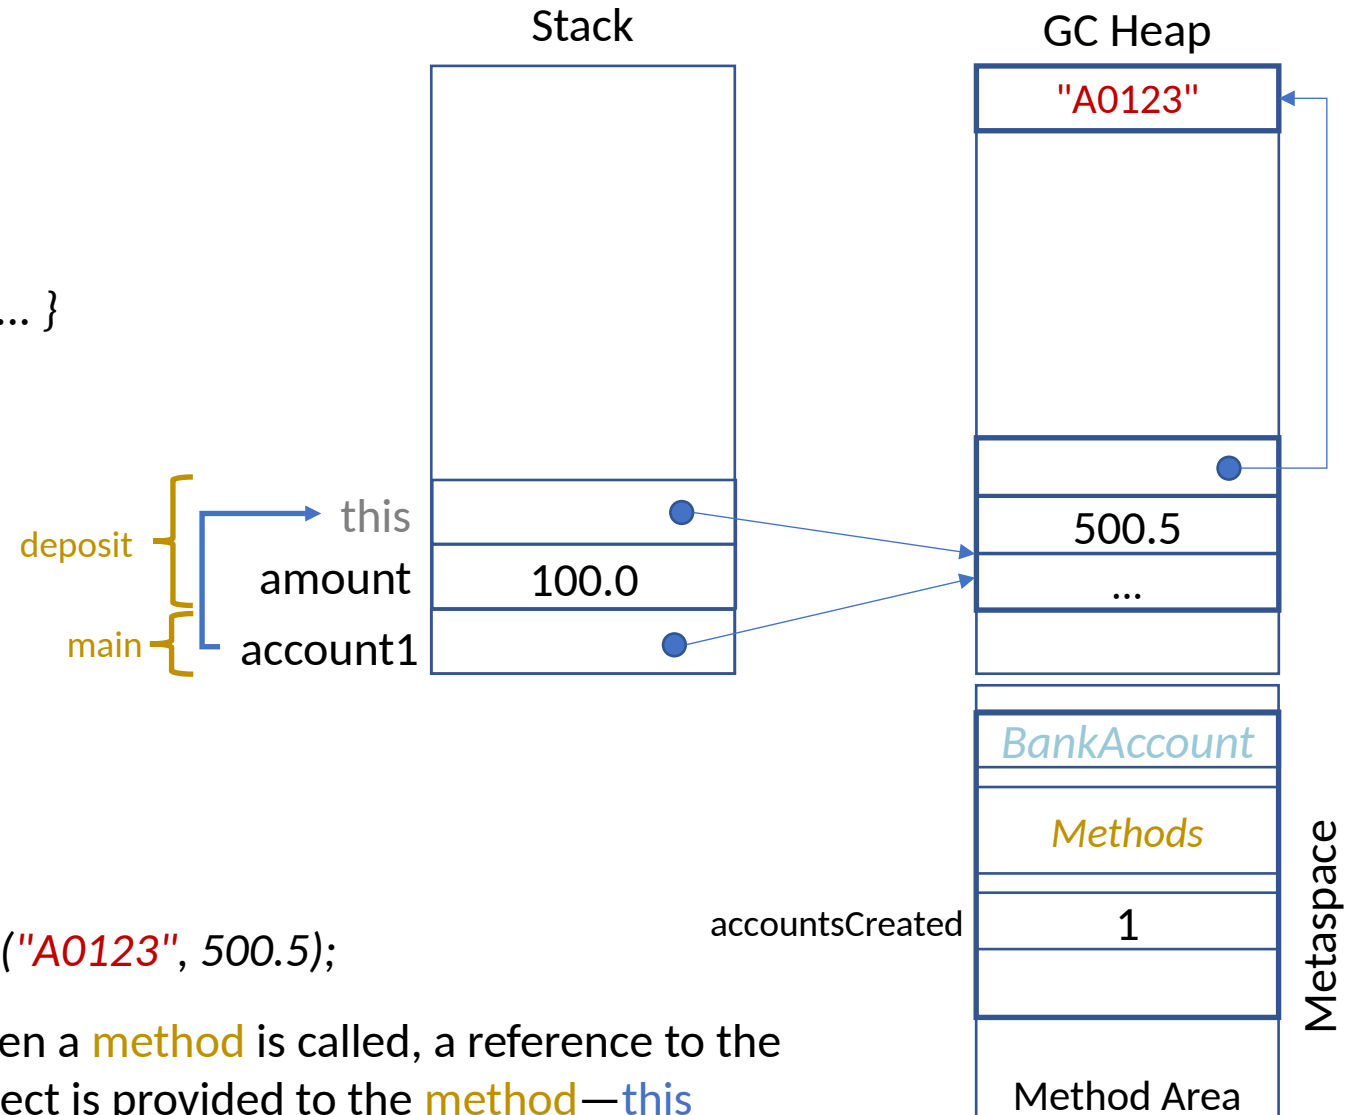 Stack
GC Heap
"A0123"
... }
this
deposit
500.5
amount
100.0
...
main
account1
BankAccount
Methods
Metaspace
accountsCreated
1
("A0123", 500.5);
en a method is called, a reference to the
ect is provided to the method—this
Method Area